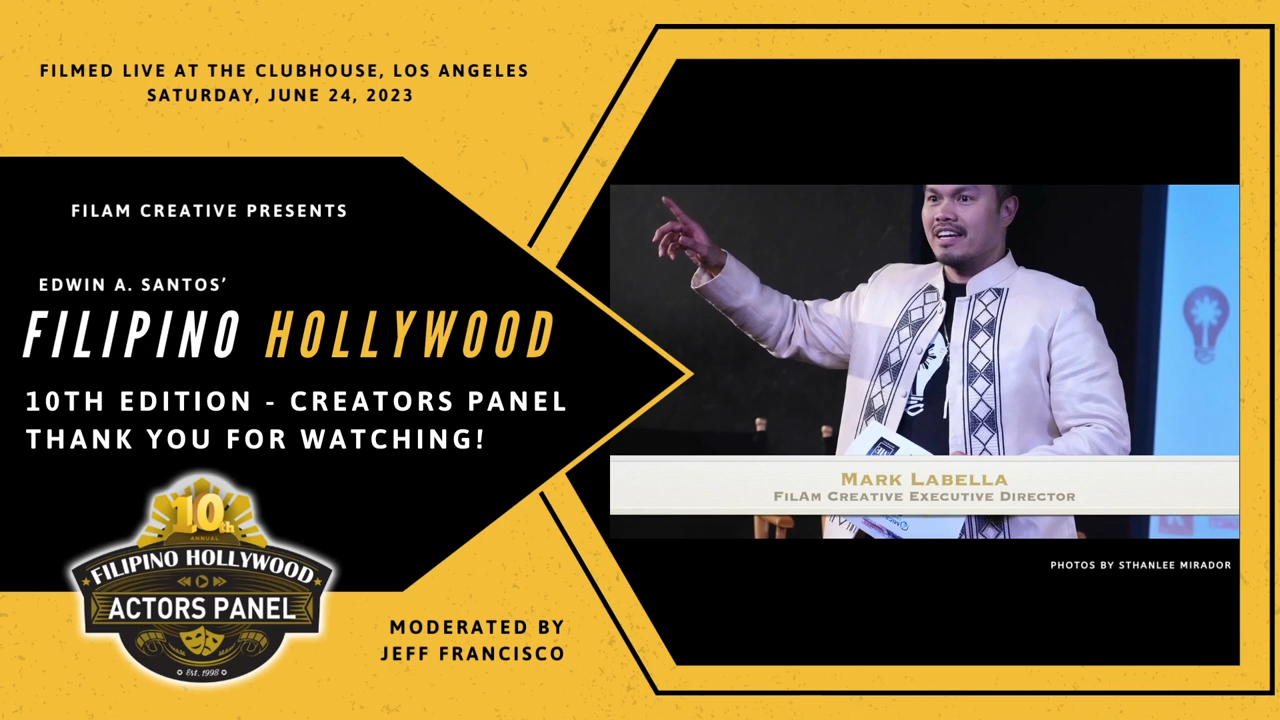 FILMED LIVE AT THE CLUBHOUSE, LOS ANGELES
SATURDAY, JUNE 24, 2023
FILAM CREATIVE PRESENTS
EDWIN A. SANTOS’
FILIPINO HOLLYWOOD
10TH EDITION - CREATORS PANEL
THANK YOU FOR WATCHING!
10th
ANNUAL
FILIPINO HOLLYWOOD
ACTORS PANEL
Est. 1998
MODERATED BY
JEFF FRANCISCO
MARK LABELLA
FILAM CREATIVE EXECUTIVE DIRECTOR
PHOTOS BY STHANLEE MIRADOR